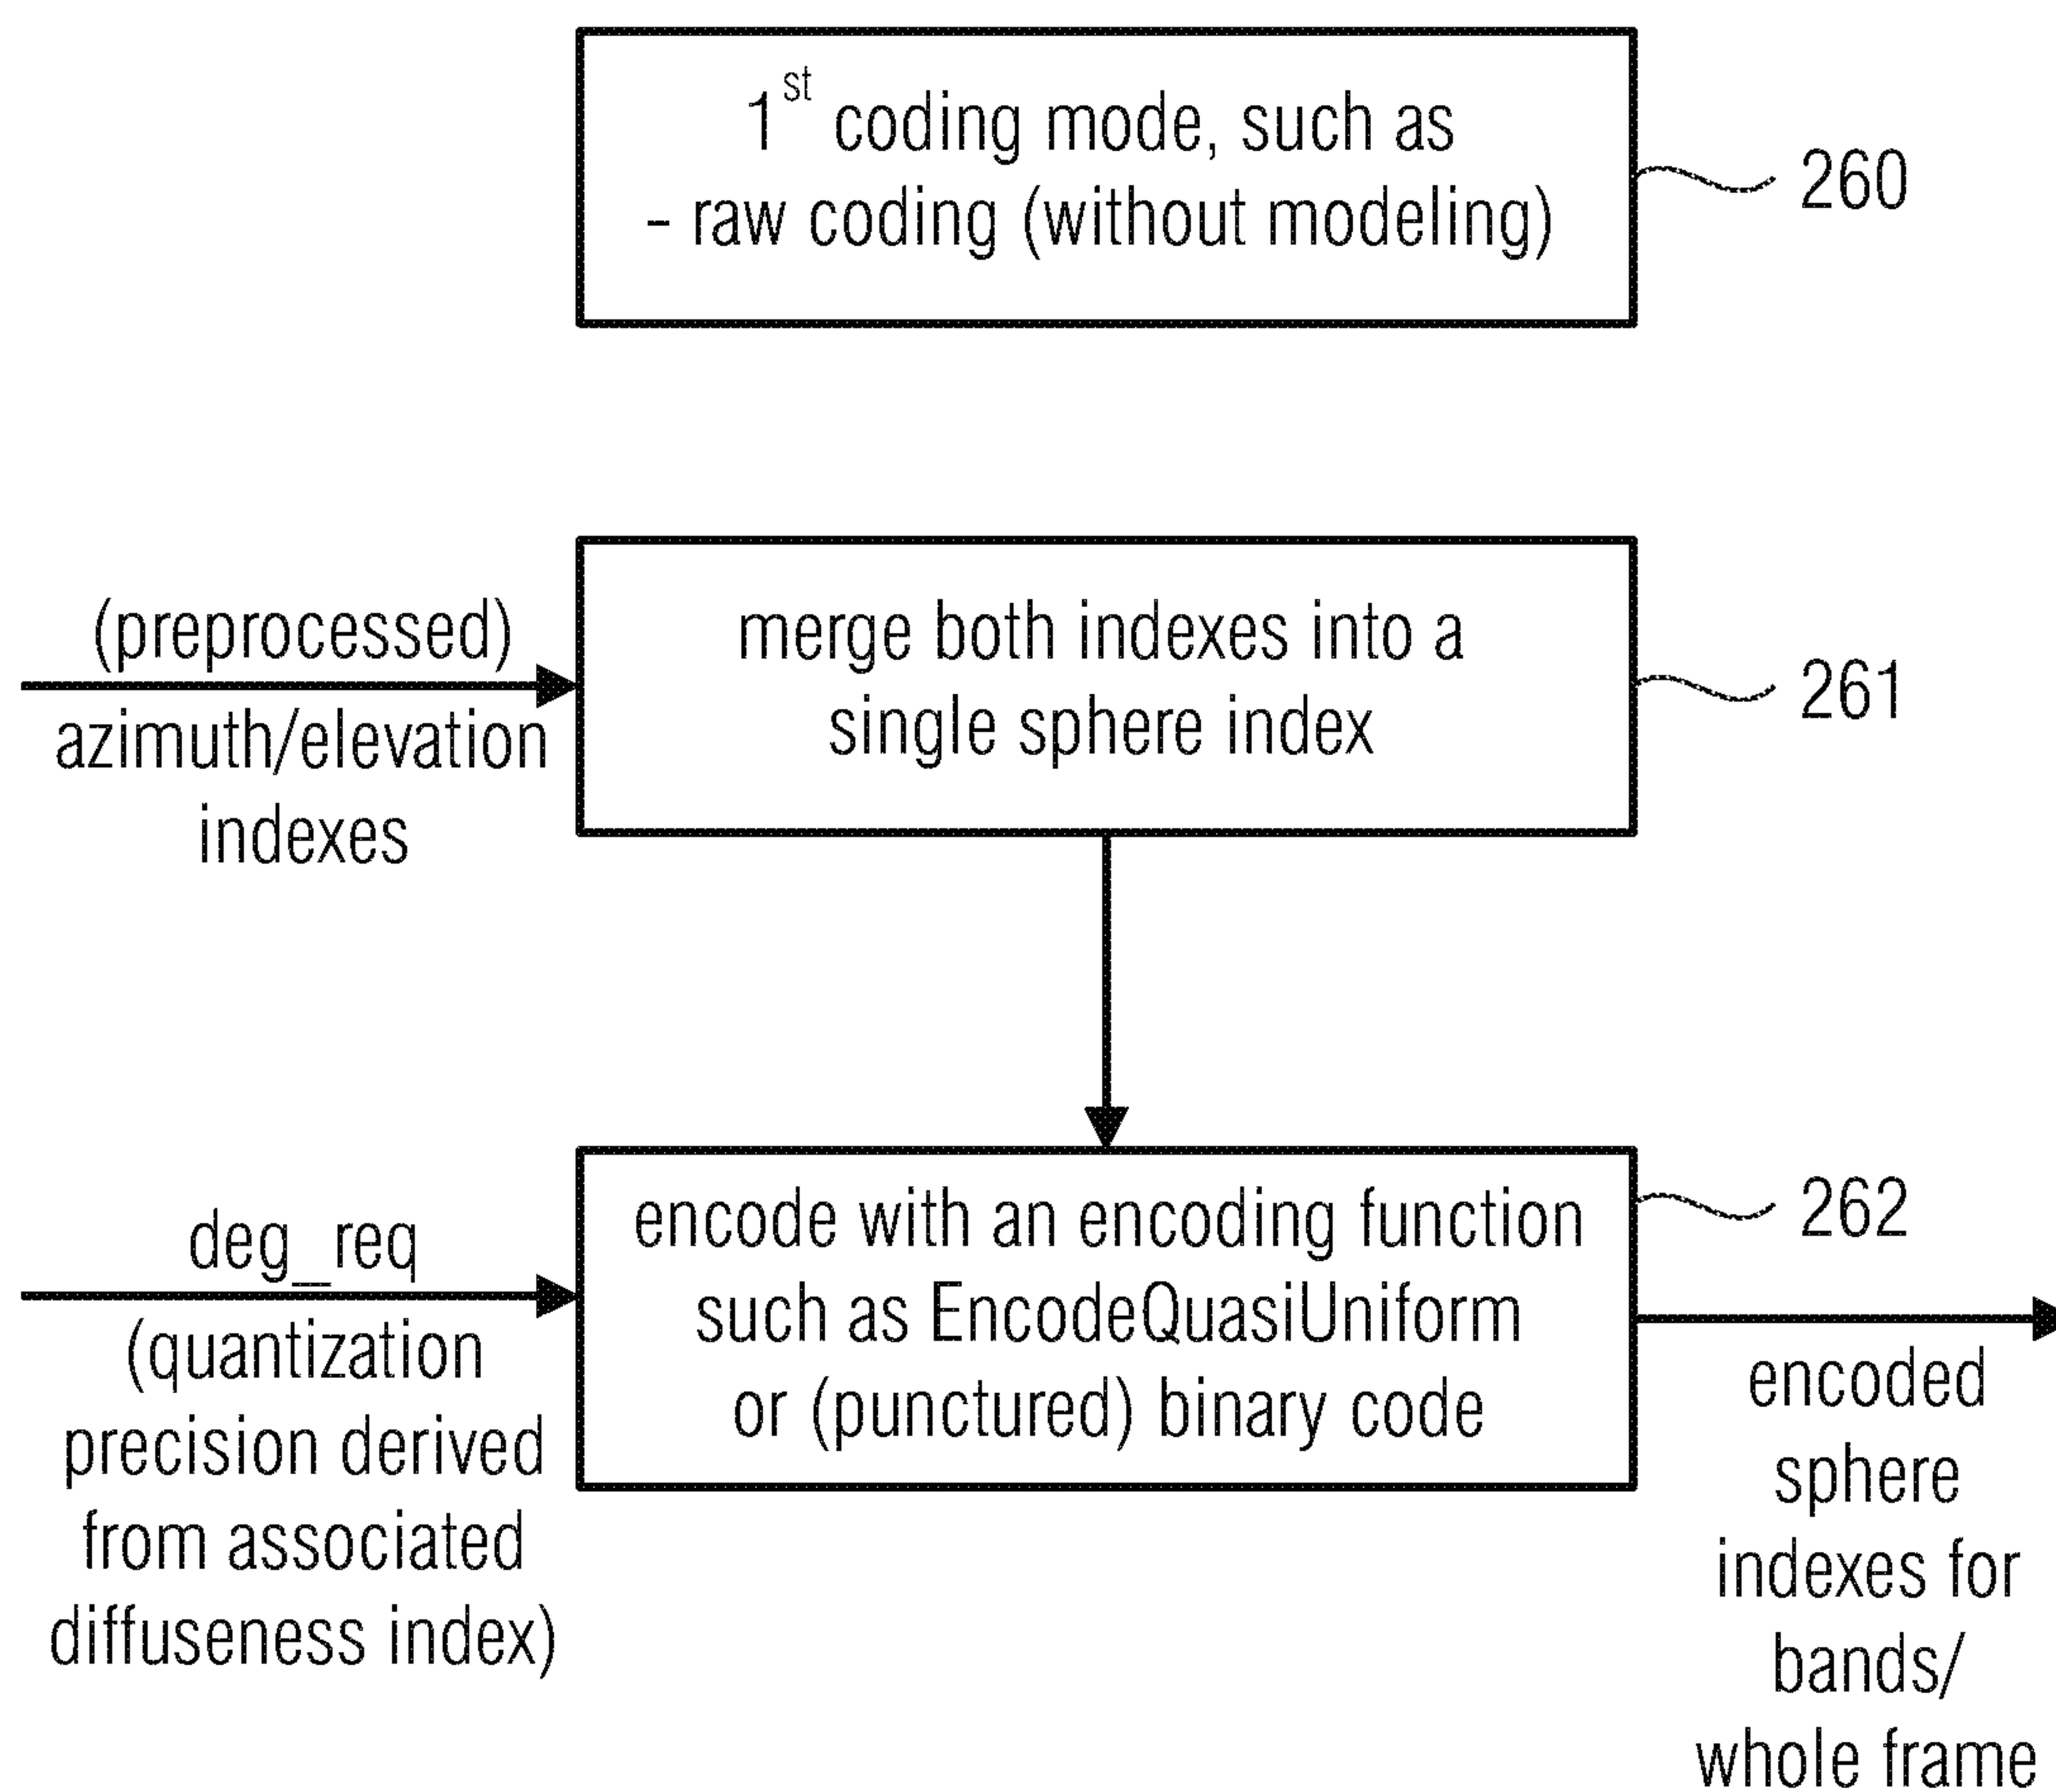 1st coding mode, such as
- raw coding (without modeling)
260
(preprocessed)
azimuth/elevation
indexes
merge both indexes into a
single sphere index
261
deg_req
(quantization
precision derived
from associated
diffuseness index)
encode with an encoding function
such as EncodeQuasiUniform
or (punctured) binary code
262
encoded
sphere
indexes for
bands/
whole frame